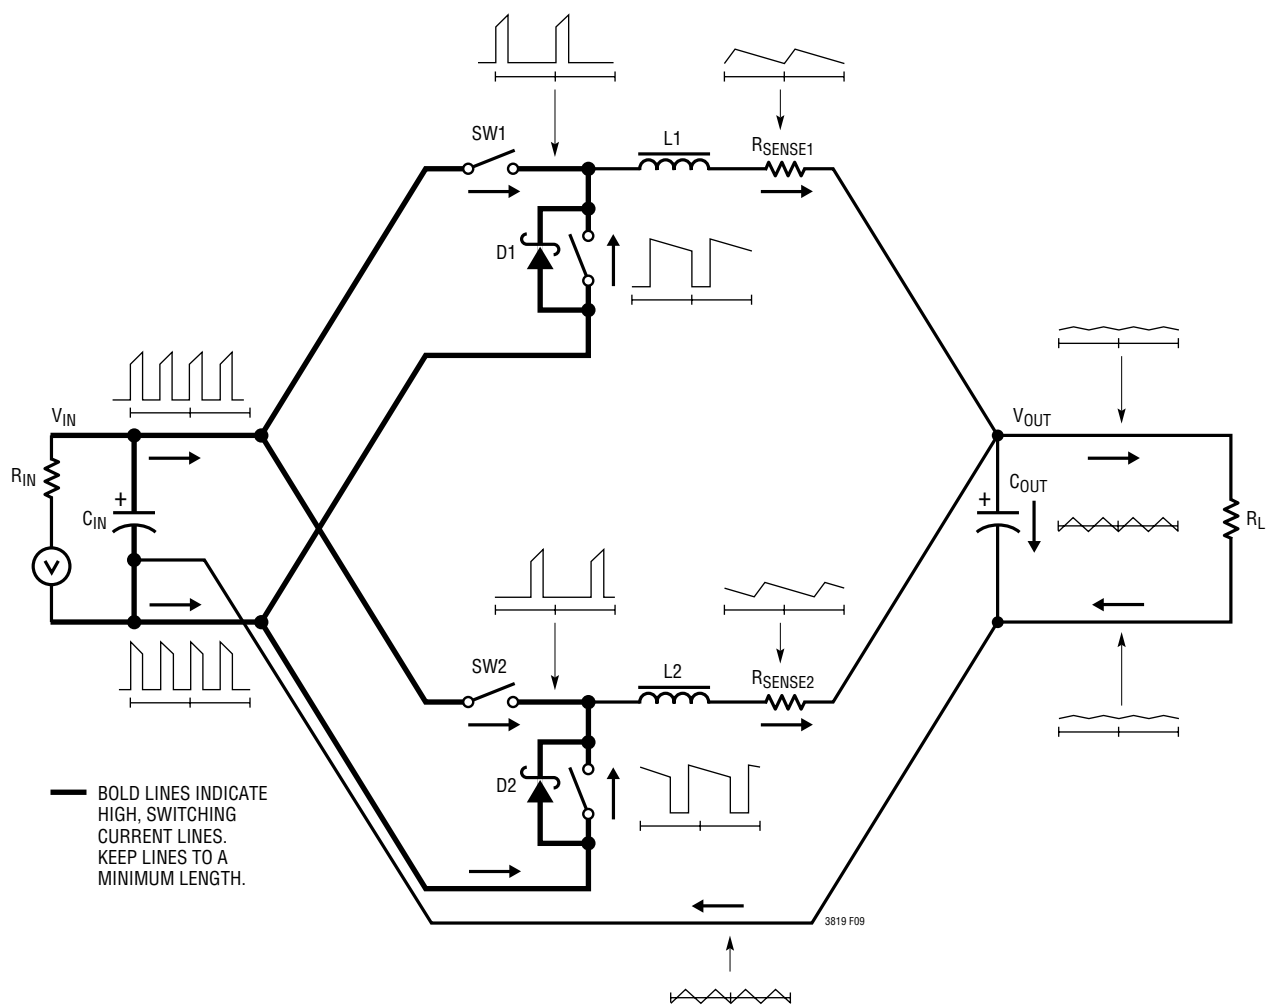 SW1
L1
RSENSE1
D1
VIN
VOUT
RIN
+
CIN
+
COUT
RL
SW2
L2
RSENSE2
D2
BOLD LINES INDICATE
HIGH, SWITCHING
CURRENT LINES.
KEEP LINES TO A
MINIMUM LENGTH.
3819 F09